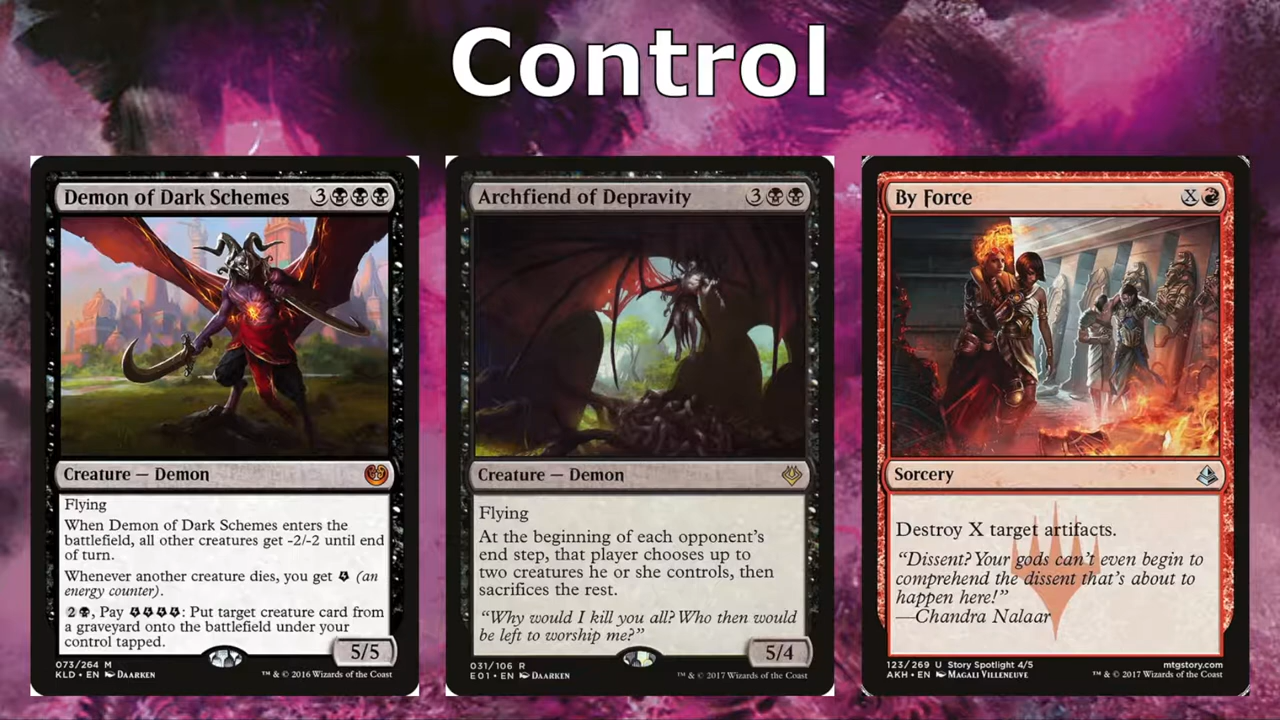 Control
Demon of Dark Schemes 3
Creature — Demon
Flying
When Demon of Dark Schemes enters the
battlefield, all other creatures get -2/-2 until end
of turn.
Whenever another creature dies, you get (an
energy counter).
2, Pay : Put target creature card from
a graveyard onto the battlefield under your
control tapped.
5/5
073/264 M
KLD • EN DAARKEN
™ & © 2016 Wizards of the Coast
Archfiend of Depravity 3
Creature — Demon
Flying
At the beginning of each opponent's
end step, that player chooses up to
two creatures he or she controls, then
sacrifices the rest.
"Why would I kill you all? Who then would
be left to worship me?"
5/4
031/106 R
E01 • EN DAARKEN
™ & © 2017 Wizards of the Coast
By Force X
Sorcery
Destroy X target artifacts.
"Dissent? Your gods can't even begin to
comprehend the dissent that's about to
happen here!"
—Chandra Nalaar
123/269 U Story Spotlight 4/5
AKH • EN MAGALI VILLENEUVE
mtgstory.com
™ & © 2017 Wizards of the Coast